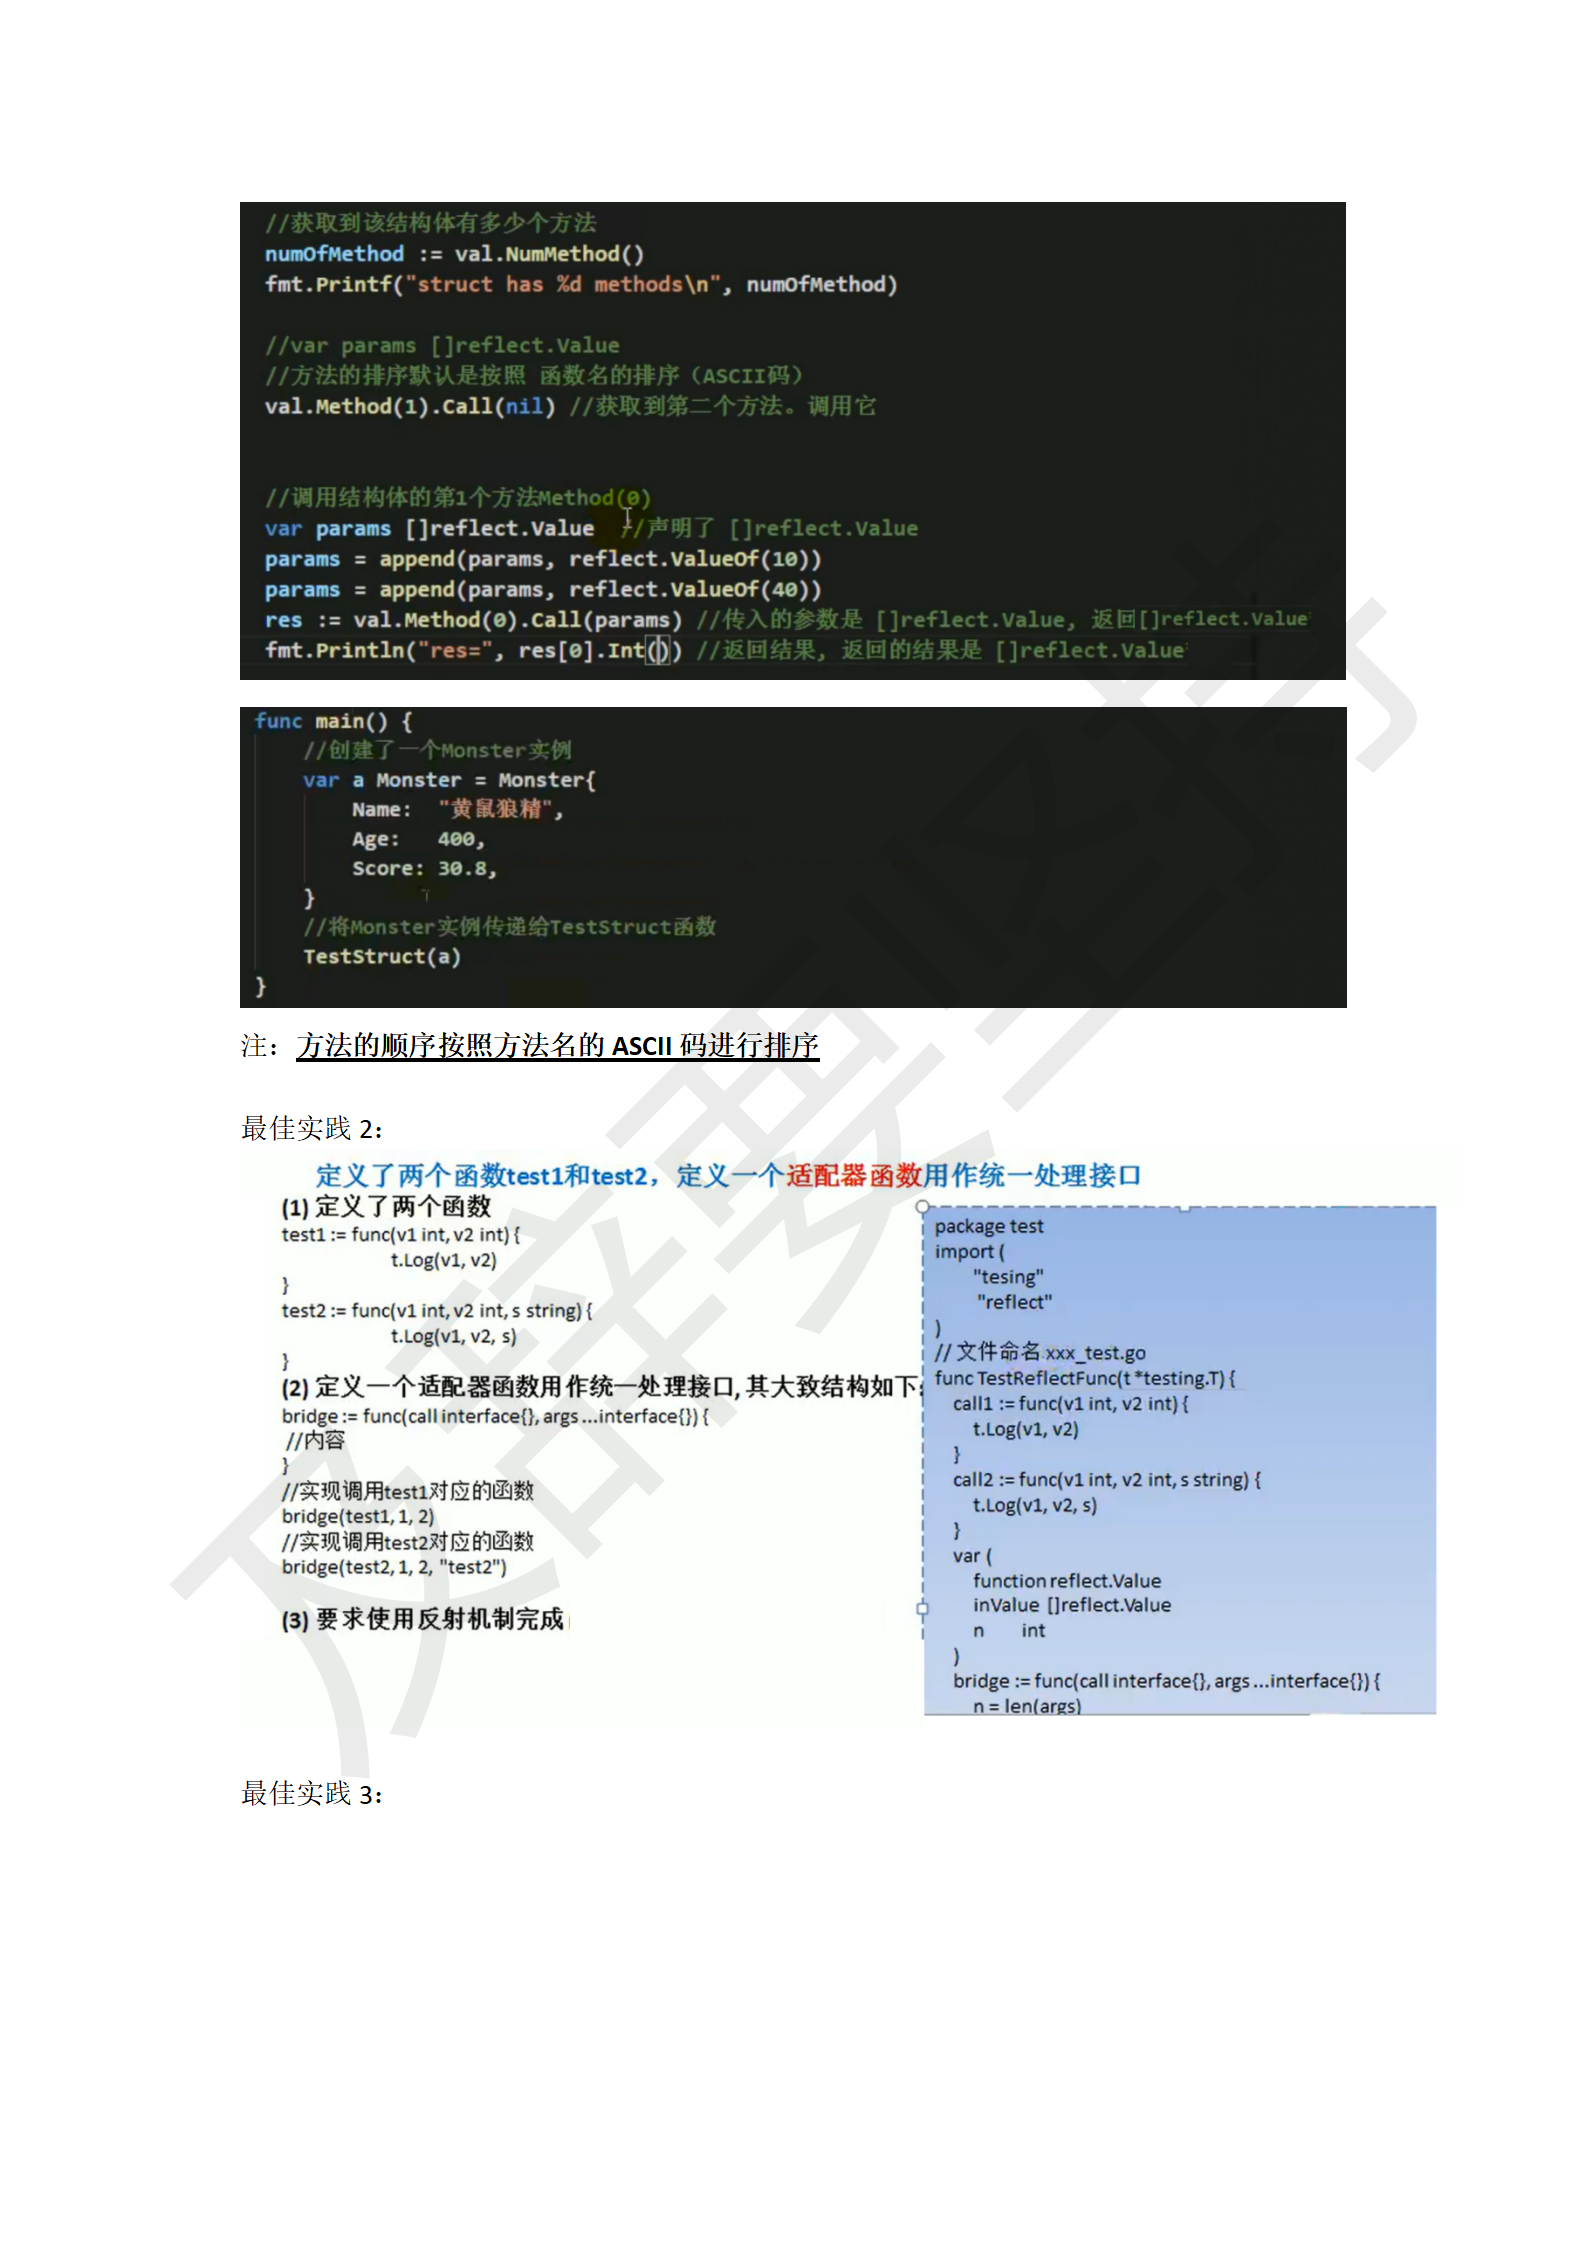 //获取到该结构体有多少个方法
numOfMethod := val.NumMethod()
fmt.Printf("struct has %d methods\n", numOfMethod)
//var params []reflect.Value
//方法的排序默认是按照 函数名的排序（ASCII码）
val.Method(1).Call(nil) //获取到第二个方法。调用它
//调用结构体的第1个方法Method(0)
var params []reflect.Value //声明了 []reflect.Value
params = append(params, reflect.ValueOf(10))
params = append(params, reflect.ValueOf(40))
res := val.Method(0).Call(params) //传入的参数是 []reflect.Value, 返回[]reflect.Value
fmt.Println("res=", res[0].Int()) //返回结果, 返回的结果是 []reflect.Value
func main() {
//创建了一个Monster实例
var a Monster = Monster{
Name: "黄鼠狼精",
Age: 400,
Score: 30.8,
}
//将Monster实例传递给TestStruct函数
TestStruct(a)
}
注：方法的顺序按照方法名的 ASCII 码进行排序
最佳实践 2：
定义了两个函数test1和test2，定义一个适配器函数用作统一处理接口
(1) 定义了两个函数
test1 := func(v1 int, v2 int) {
t.Log(v1, v2)
}
test2 := func(v1 int, v2 int, s string) {
t.Log(v1, v2, s)
}
(2) 定义一个适配器函数用作统一处理接口, 其大致结构如下:
bridge := func(call interface{}, args ...interface{}) {
//内容
}
//实现调用test1对应的函数
bridge(test1, 1, 2)
//实现调用test2对应的函数
bridge(test2, 1, 2, "test2")
(3) 要求使用反射机制完成
package test
import (
"tesing"
"reflect"
)
// 文件命名 xxx_test.go
func TestReflectFunc(t *testing.T) {
call1 := func(v1 int, v2 int) {
t.Log(v1, v2)
}
call2 := func(v1 int, v2 int, s string) {
t.Log(v1, v2, s)
}
var (
function reflect.Value
inValue []reflect.Value
n int
)
bridge := func(call interface{}, args ...interface{}) {
n = len(args)
最佳实践 3：